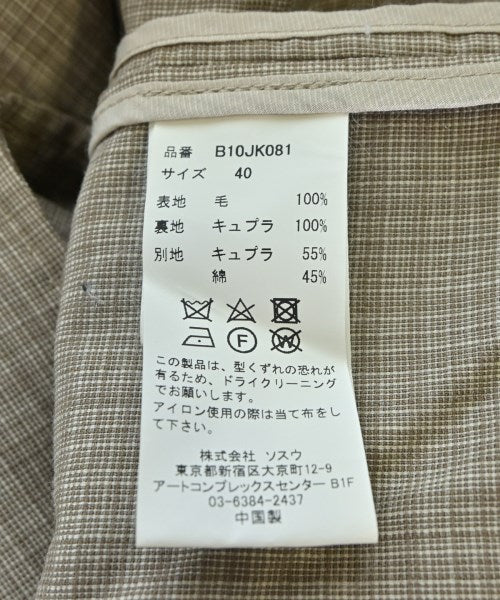 品番 B10JK081
サイズ 40
表地 毛 100%
裏地 キュプラ 100%
別地 キュプラ 55%
綿 45%
F W
この製品は、型くずれの恐れが
有るため、ドライクリーニング
でお願いします。
アイロン使用の際は当て布をし
て下さい。
株式会社 ソスウ
東京都新宿区大京町12-9
アートコンプレックスセンター B1F
03-6384-2437
中国製